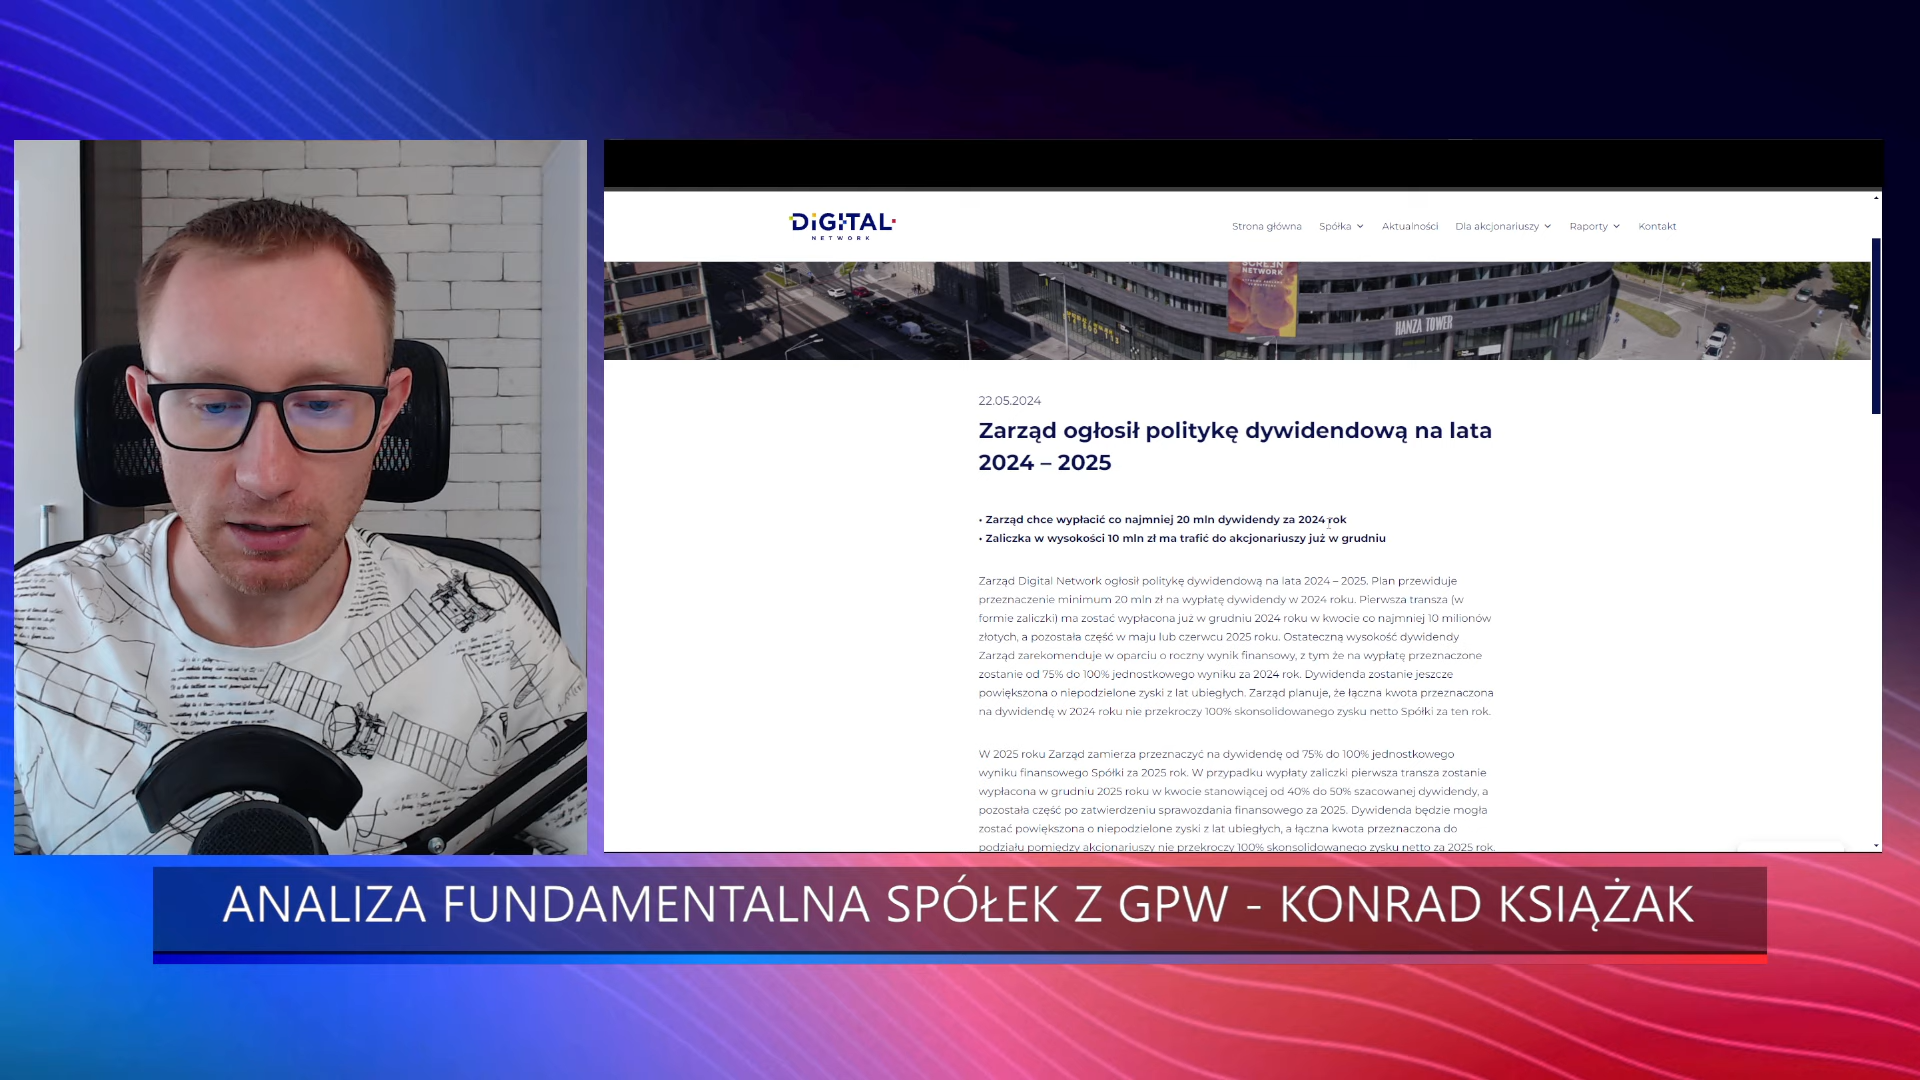 DiGITAL
NETWORK
Strona główna Spółka Aktualności Dla akcjonariuszy Raporty Kontakt
SCREEN
NETWORK
HANZA TOWER
22.05.2024
Zarząd ogłosił politykę dywidendową na lata
2024 – 2025
• Zarząd chce wypłacić co najmniej 20 mln dywidendy za 2024 rok
• Zaliczka w wysokości 10 mln zł ma trafić do akcjonariuszy już w grudniu
Zarząd Digital Network ogłosił politykę dywidendową na lata 2024 – 2025. Plan przewiduje
przeznaczenie minimum 20 mln zł na wypłatę dywidendy w 2024 roku. Pierwsza transza (w
formie zaliczki) ma zostać wypłacona już w grudniu 2024 roku w kwocie co najmniej 10 milionów
złotych, a pozostała część w maju lub czerwcu 2025 roku. Ostateczną wysokość dywidendy
Zarząd zarekomenduje w oparciu o roczny wynik finansowy, z tym że na wypłatę przeznaczone
zostanie od 75% do 100% jednostkowego wyniku za 2024 rok. Dywidenda zostanie jeszcze
powiększona o niepodzielone zyski z lat ubiegłych. Zarząd planuje, że łączna kwota przeznaczona
na dywidendę w 2024 roku nie przekroczy 100% skonsolidowanego zysku netto Spółki za ten rok.
W 2025 roku Zarząd zamierza przeznaczyć na dywidendę od 75% do 100% jednostkowego
wyniku finansowego Spółki za 2025 rok. W przypadku wypłaty zaliczki pierwsza transza zostanie
wypłacona w grudniu 2025 roku w kwocie stanowiącej od 40% do 50% szacowanej dywidendy, a
pozostała część po zatwierdzeniu sprawozdania finansowego za 2025. Dywidenda będzie mogła
zostać powiększona o niepodzielone zyski z lat ubiegłych, a łączna kwota przeznaczona do
podziału pomiędzy akcjonariuszy nie przekroczy 100% skonsolidowanego zysku netto za 2025 rok.
ANALIZA FUNDAMENTALNA SPÓŁEK Z GPW - KONRAD KSIĄŻAK